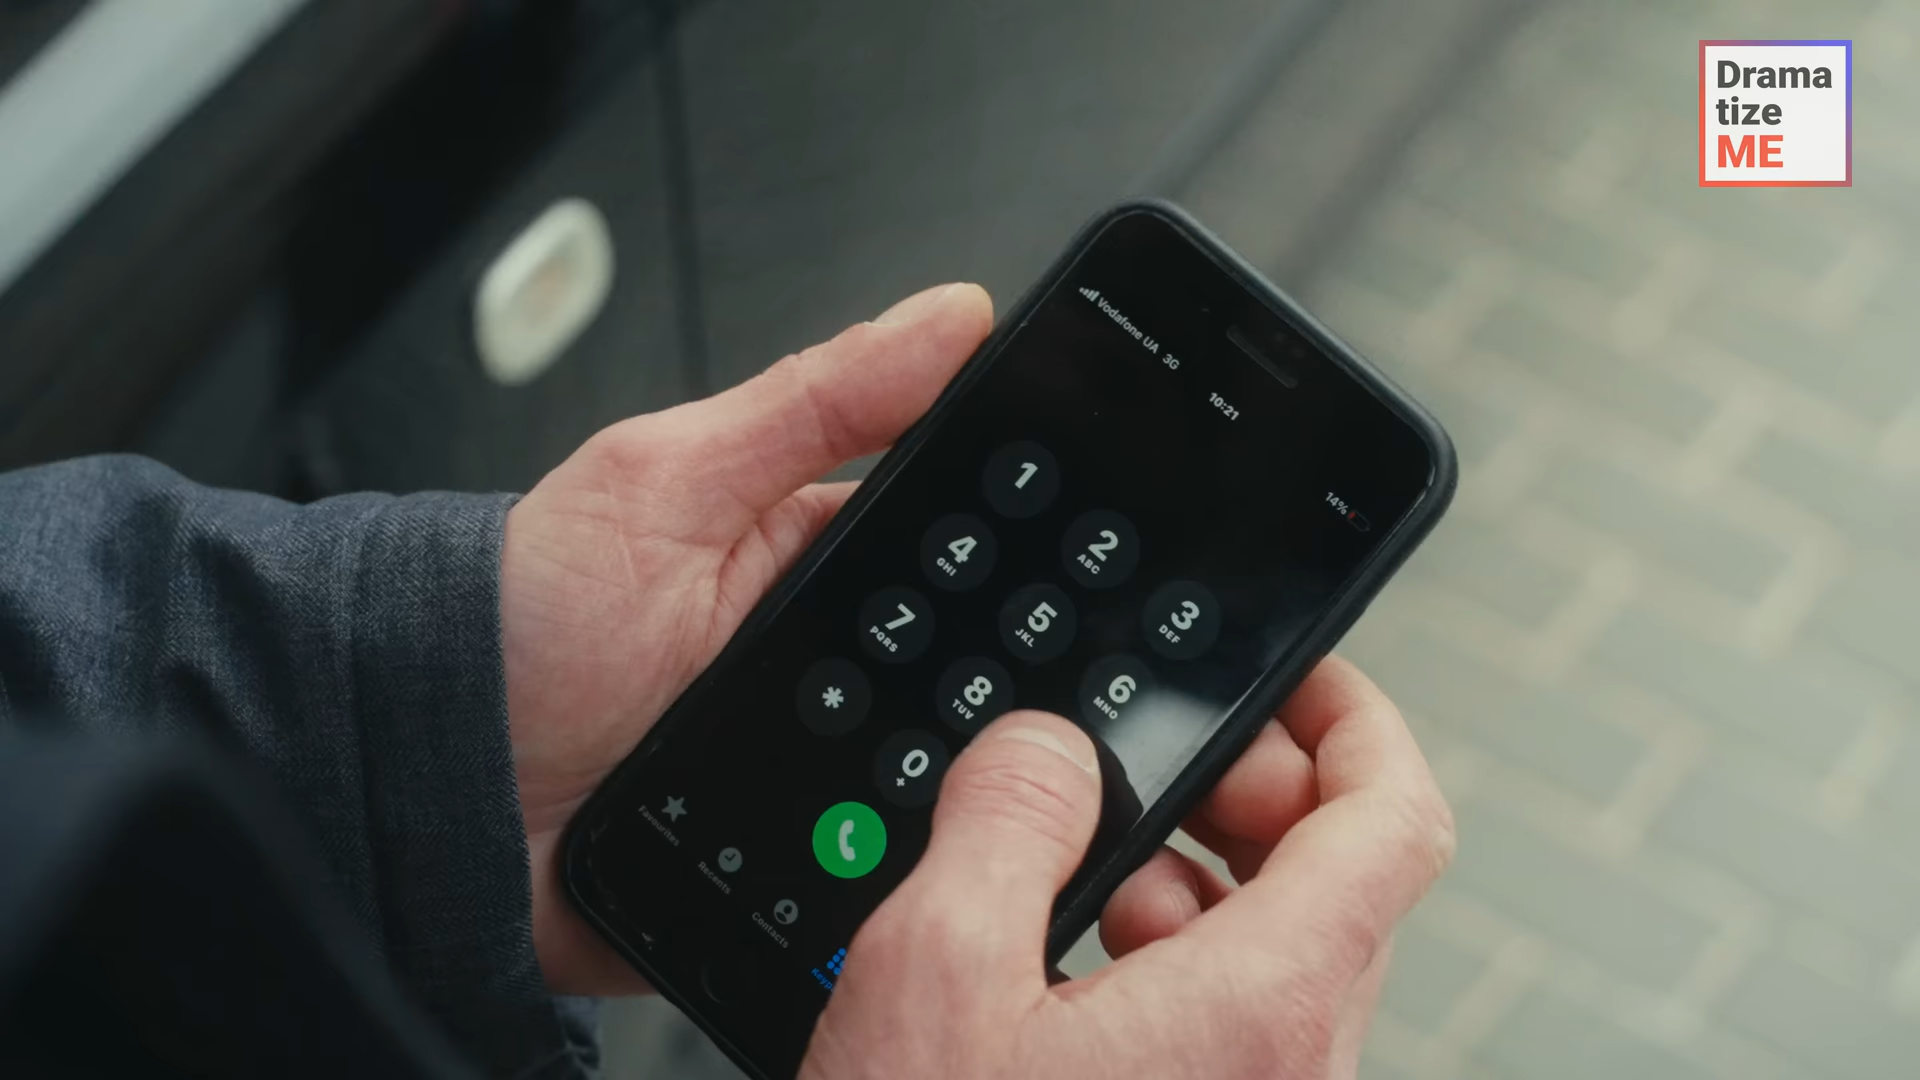 Drama
tize
ME
Vodafone UA 3G
10:21
14%
1
2
ABC
3
DEF
4
GHI
5
JKL
6
MNO
7
PQRS
8
TUV
*
0
+
Favourites
Recents
Contacts